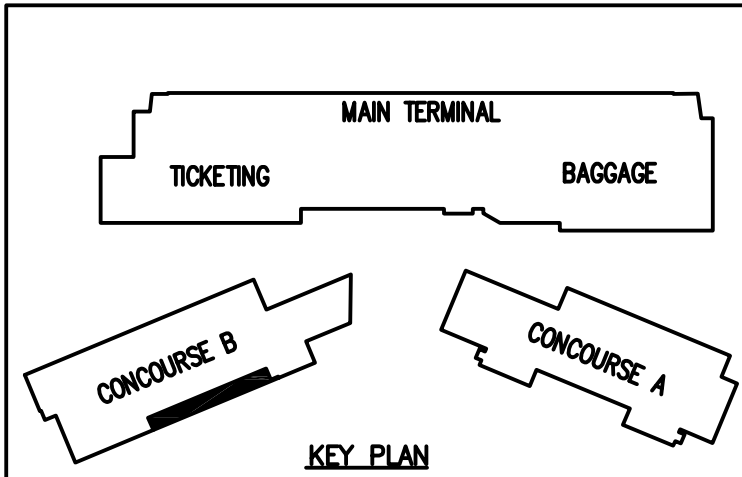 MAIN TERMINAL
TICKETING
BAGGAGE
CONCOURSE B
CONCOURSE A
KEY PLAN